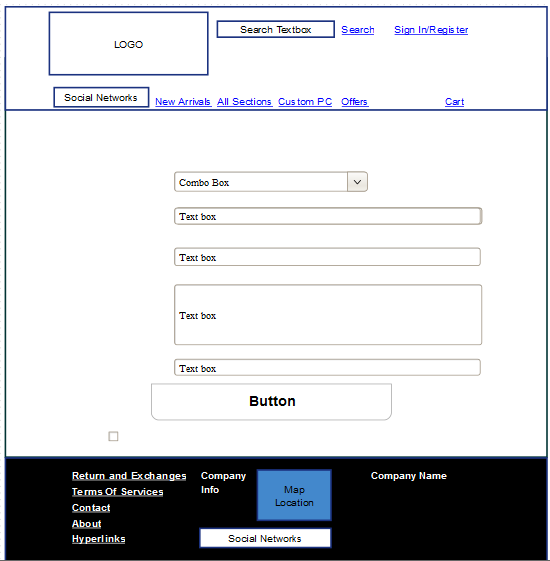 Search Textbox Search Sign In/Register
LOGO
Social Networks New Arrivals All Sections Custom PC Offers Cart
Combo Box
Text box
Text box
Text box
Text box
Button
Return and Exchanges
Terms Of Services
Contact
About
Hyperlinks
Company
Info
Map
Location
Social Networks
Company Name